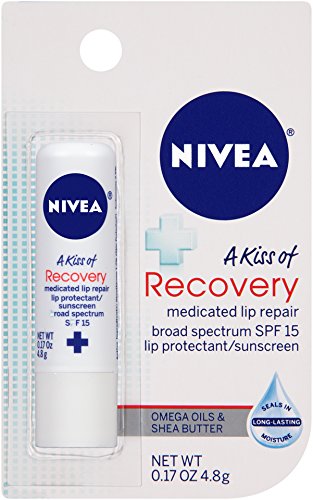 NIVEA®
A Kiss of
Recovery
medicated lip repair
broad spectrum SPF 15
lip protectant/sunscreen
OMEGA OILS &
SHEA BUTTER
SEALS IN
LONG-LASTING
MOISTURE
NET WT
0.17 OZ 4.8g
NIVEA
A Kiss of
Recovery
medicated lip repair
lip protectant/
sunscreen
broad spectrum
SPF 15
NET WT
0.17 Oz
4.8g